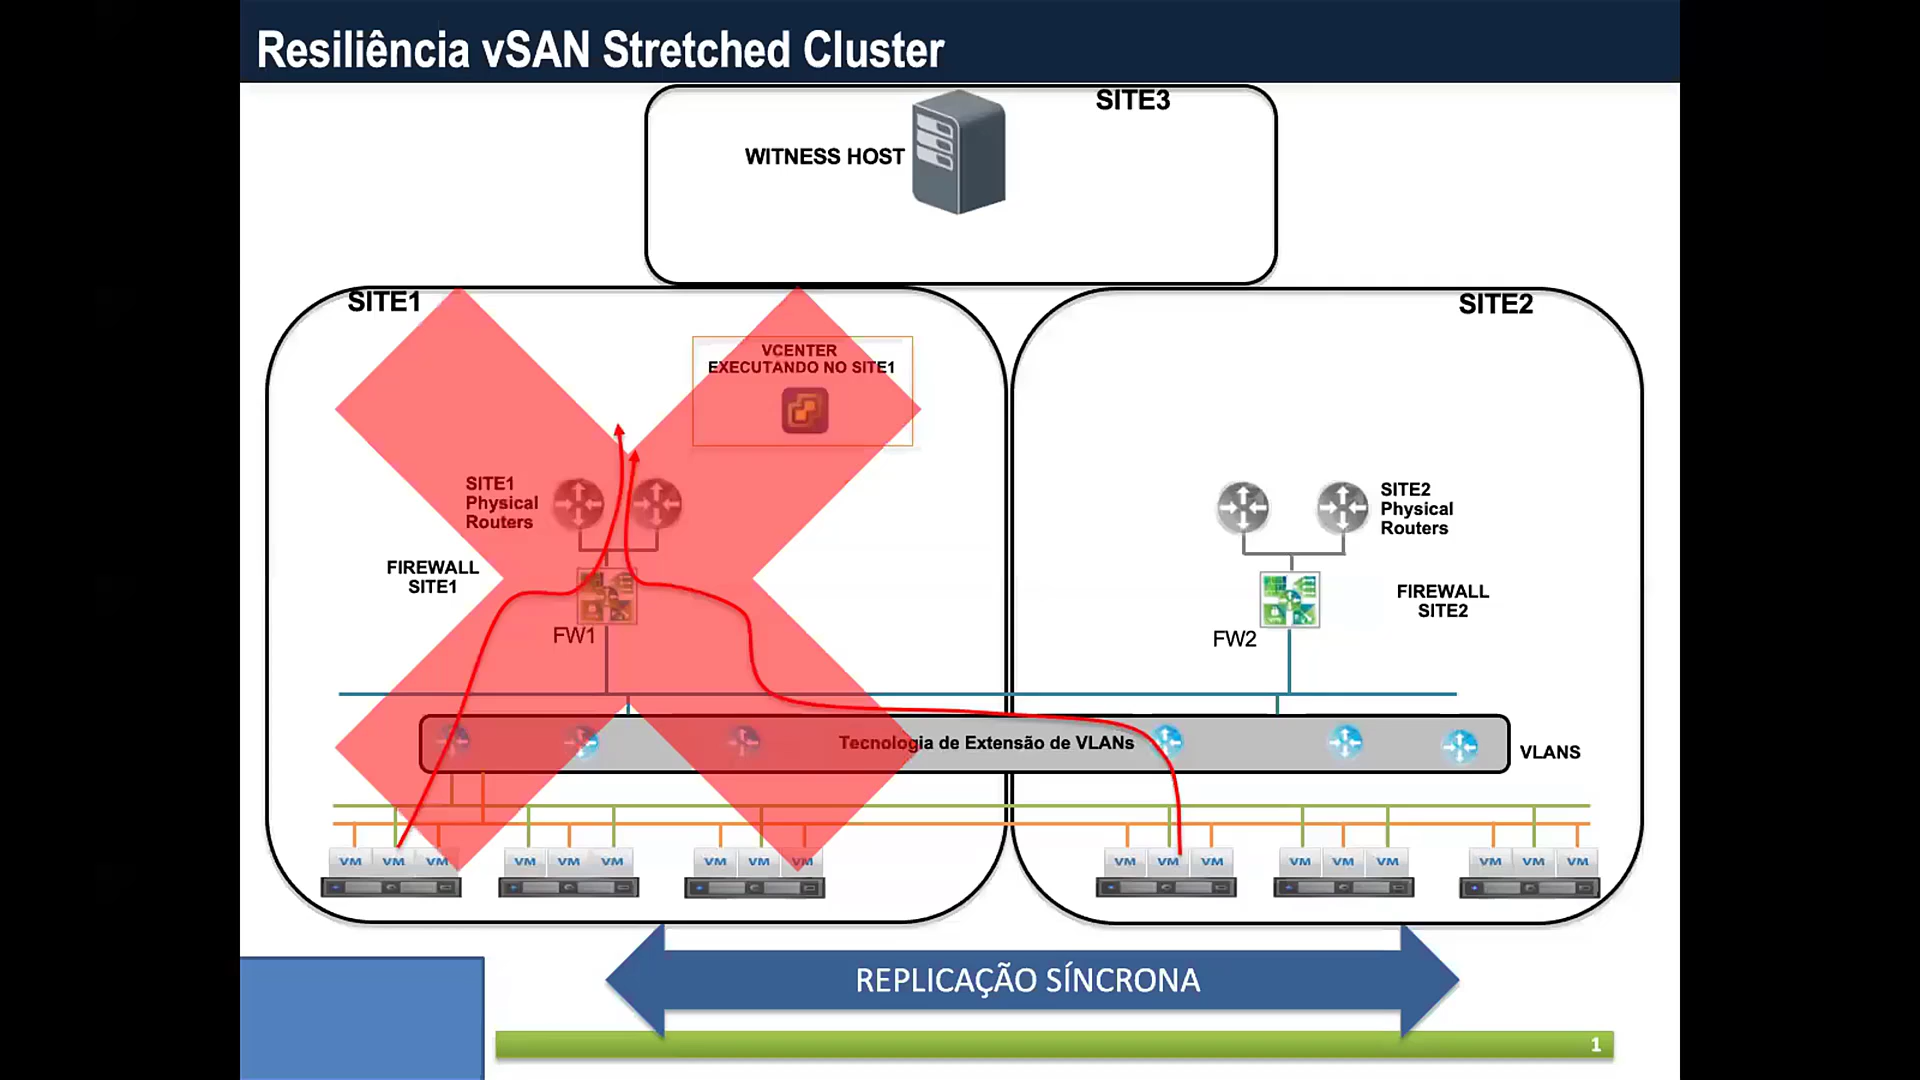 Resiliência vSAN Stretched Cluster
SITE3
WITNESS HOST
SITE1
SITE2
VCENTER
EXECUTANDO NO SITE1
SITE1
Physical
Routers
SITE2
Physical
Routers
FIREWALL
SITE1
FIREWALL
SITE2
FW1
FW2
Tecnologia de Extensão de VLANs
VLANS
VM VM VM
VM VM VM
VM VM VM
VM VM VM
VM VM VM
VM VM VM
REPLICAÇÃO SÍNCRONA
1